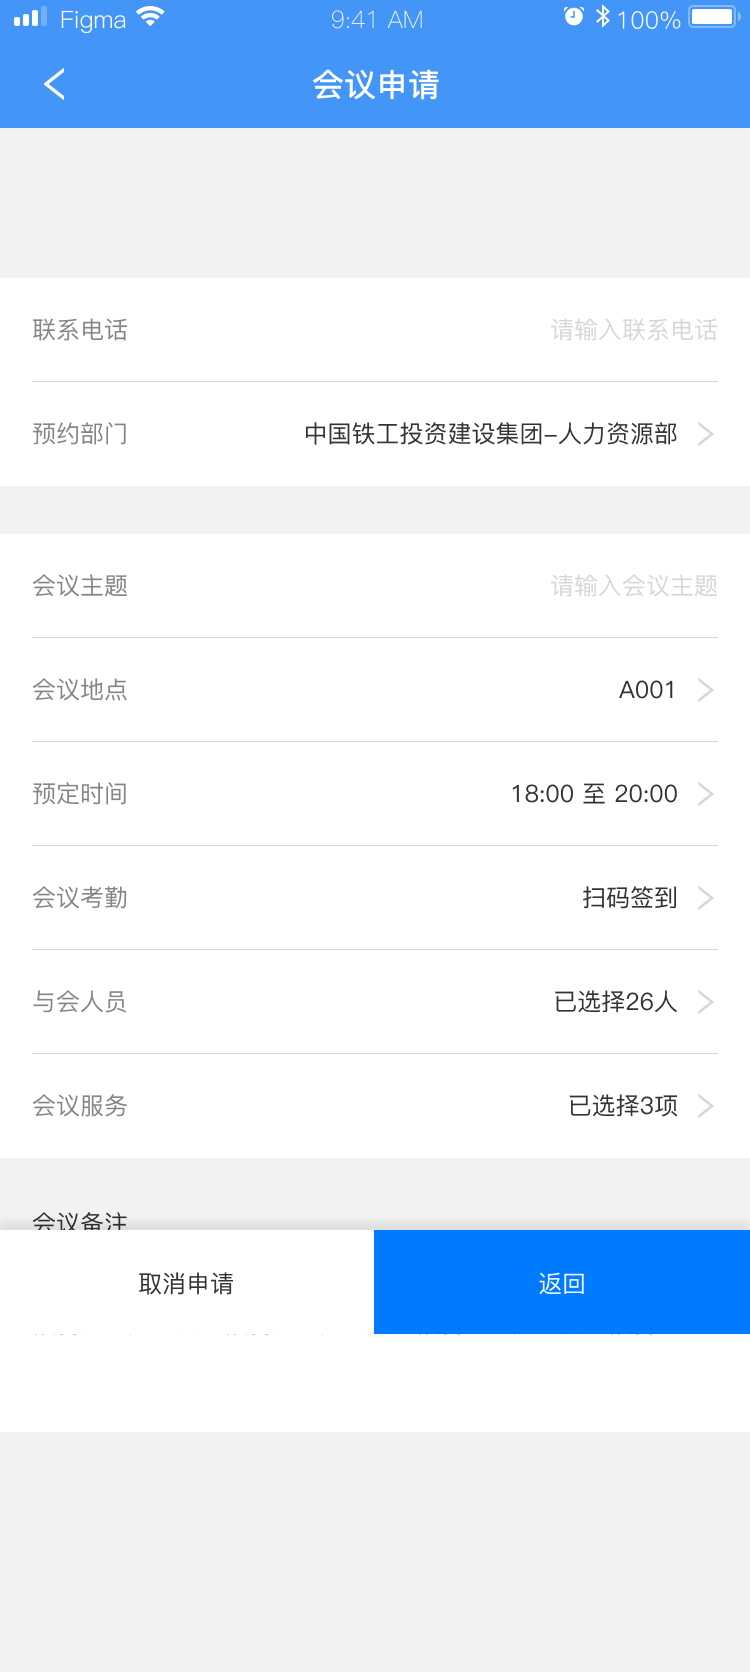 Figma 9:41 AM 100%
会议申请
联系电话 请输入联系电话
预约部门 中国铁工投资建设集团–人力资源部
会议主题 请输入会议主题
会议地点 A001
预定时间 18:00 至 20:00
会议考勤 扫码签到
与会人员 已选择26人
会议服务 已选择3项
会议备注
取消申请 返回